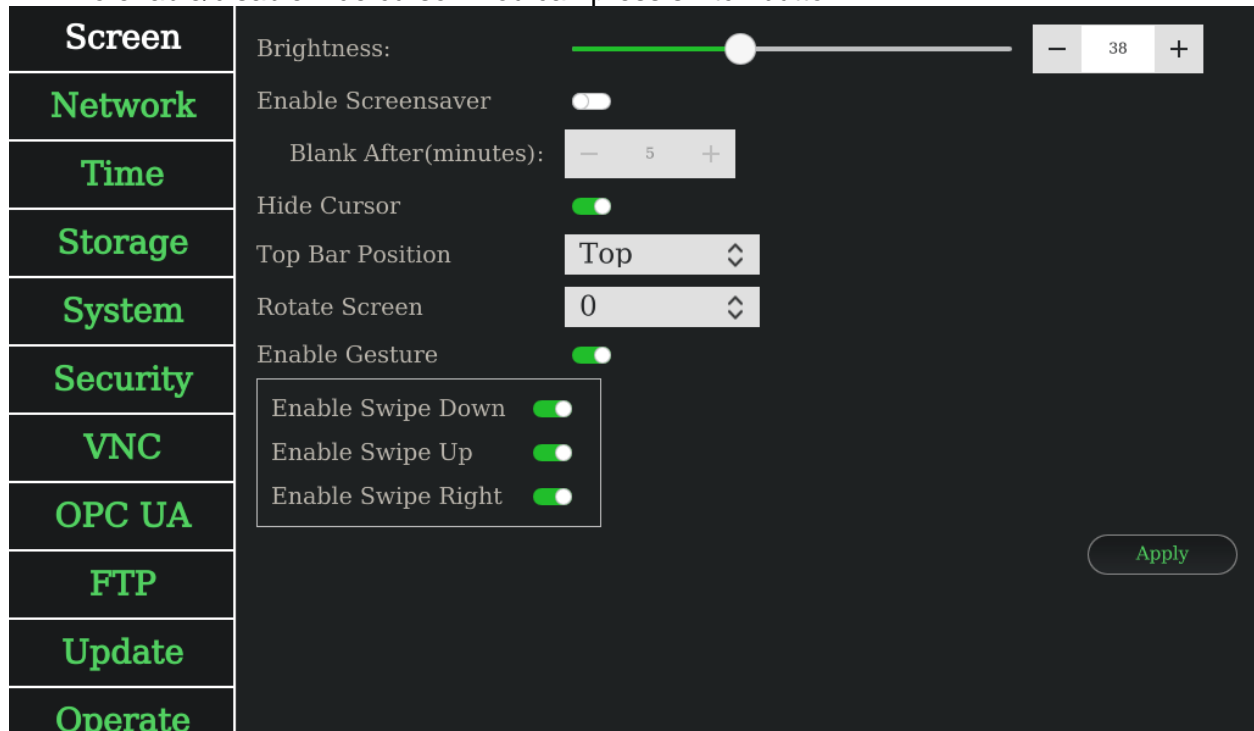 Screen
Network
Time
Storage
System
Security
VNC
OPC UA
FTP
Update
Operate
Brightness:
− 38 +
Enable Screensaver
Blank After(minutes):
− 5 +
Hide Cursor
Top Bar Position
Top
Rotate Screen
0
Enable Gesture
Enable Swipe Down
Enable Swipe Up
Enable Swipe Right
Apply